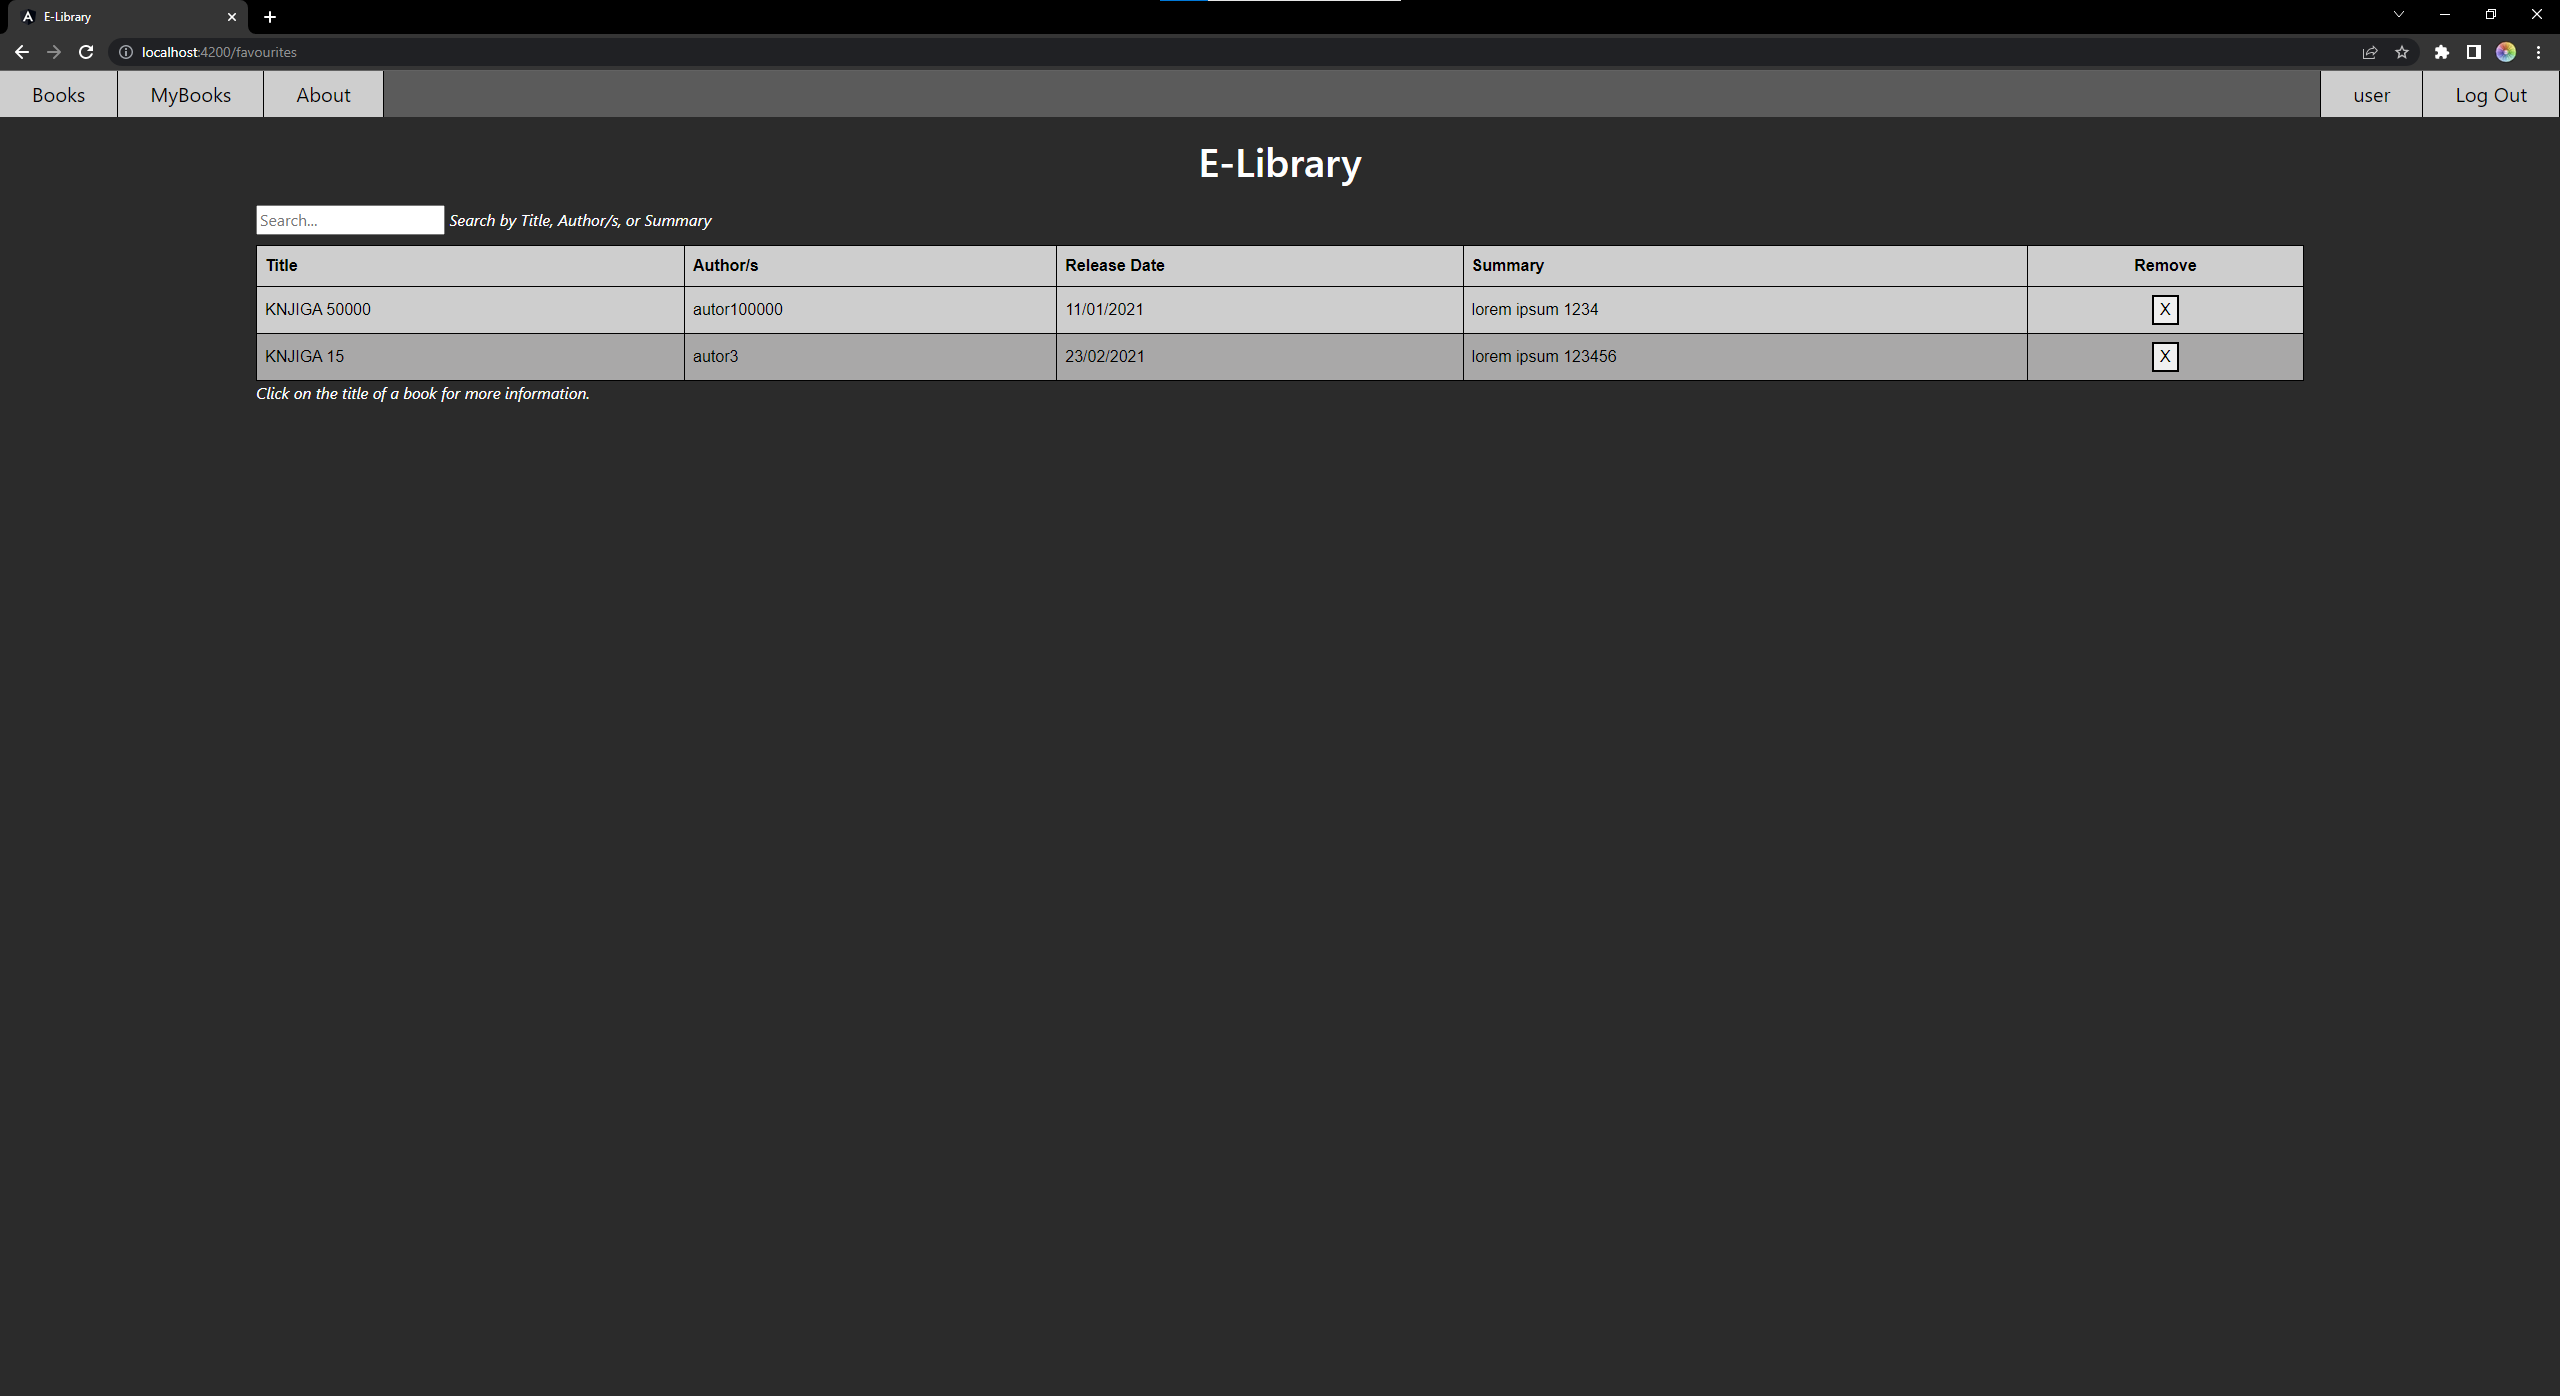 E-Library
localhost:4200/favourites
Books MyBooks About user Log Out
E-Library
Search... Search by Title, Author/s, or Summary
Title Author/s Release Date Summary Remove
KNJIGA 50000 autor100000 11/01/2021 lorem ipsum 1234 X
KNJIGA 15 autor3 23/02/2021 lorem ipsum 123456 X
Click on the title of a book for more information.